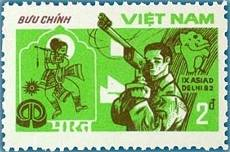 BƯU CHÍNH VIỆT NAM
IX ASIAD
DELHI 82
भारत
2đ